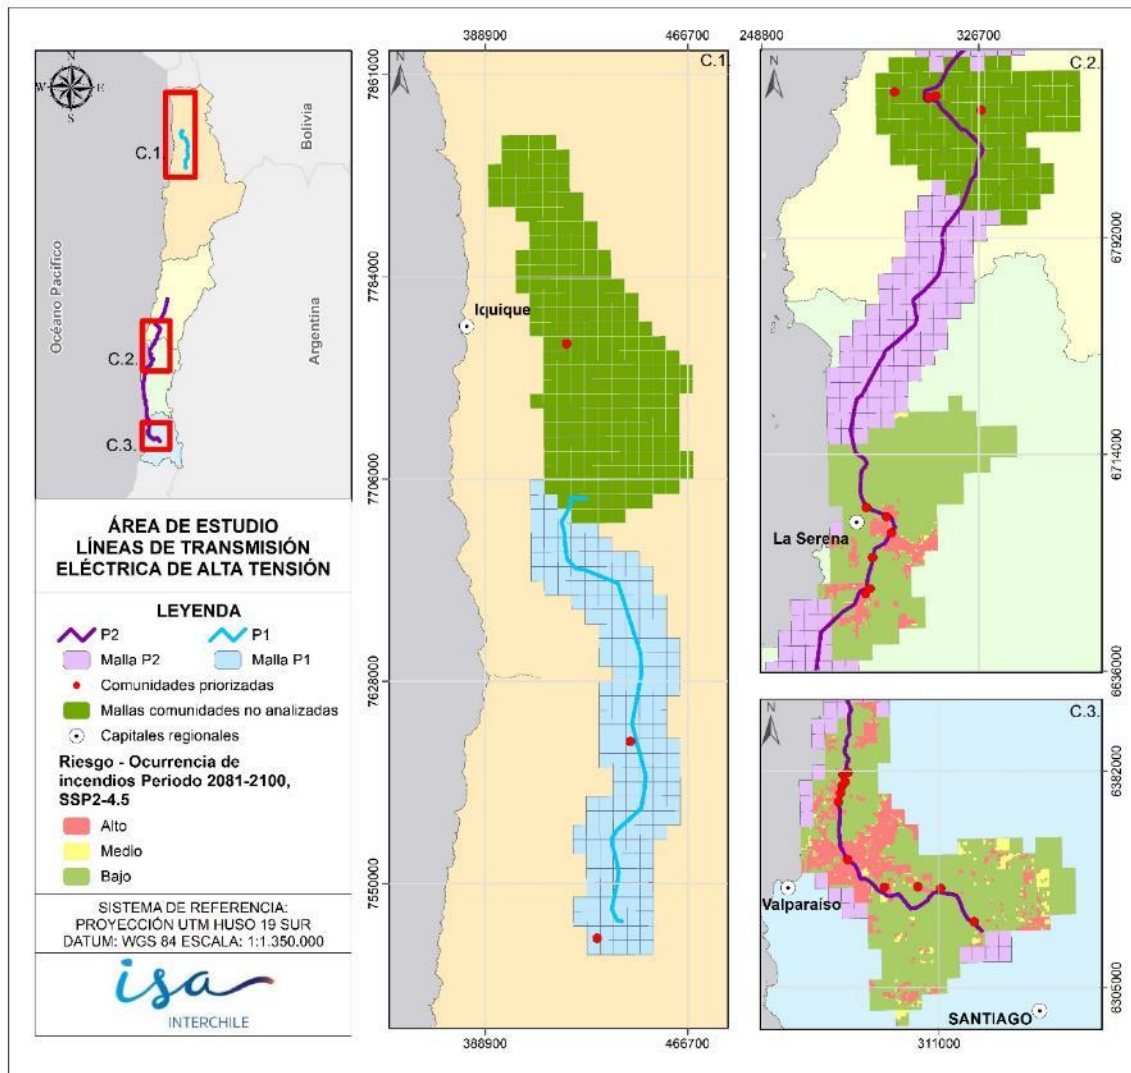 N
W
E
S
C.1.
C.2.
C.3.
Océano Pacífico
Bolivia
Argentina
ÁREA DE ESTUDIO
LÍNEAS DE TRANSMISIÓN
ELÉCTRICA DE ALTA TENSIÓN
LEYENDA
P2
P1
Malla P2
Malla P1
Comunidades priorizadas
Mallas comunidades no analizadas
Capitales regionales
Riesgo - Ocurrencia de
incendios Periodo 2081-2100,
SSP2-4.5
Alto
Medio
Bajo
SISTEMA DE REFERENCIA:
PROYECCIÓN UTM HUSO 19 SUR
DATUM: WGS 84 ESCALA: 1:1.350.000
isa
INTERCHILE
388900
466700
N
C.1.
7861000
7784000
7706000
7628000
7550000
Iquique
388900
466700
248800
326700
N
C.2.
6792000
6714000
6636000
La Serena
N
C.3.
6382000
6305000
Valparaíso
SANTIAGO
311000